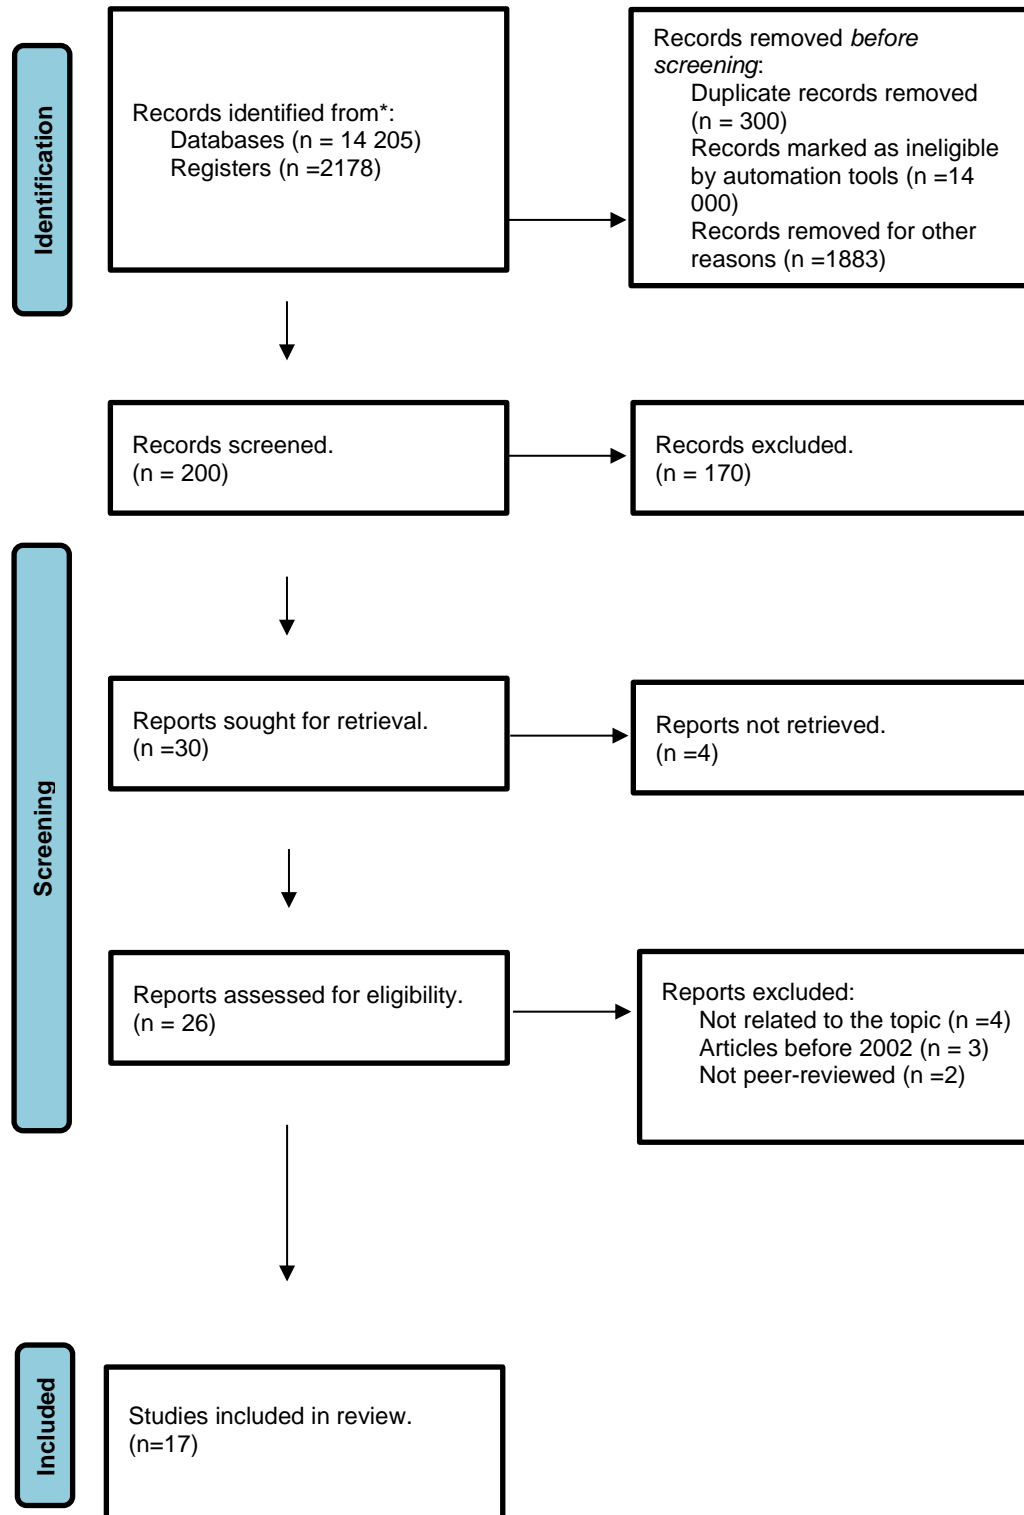 Identification
Records identified from*:
Databases (n = 14 205)
Registers (n =2178)
Records removed before
screening:
Duplicate records removed
(n = 300)
Records marked as ineligible
by automation tools (n =14
000)
Records removed for other
reasons (n =1883)
Records screened.
(n = 200)
Records excluded.
(n = 170)
Screening
Reports sought for retrieval.
(n =30)
Reports not retrieved.
(n =4)
Reports assessed for eligibility.
(n = 26)
Reports excluded:
Not related to the topic (n =4)
Articles before 2002 (n = 3)
Not peer-reviewed (n =2)
Included
Studies included in review.
(n=17)